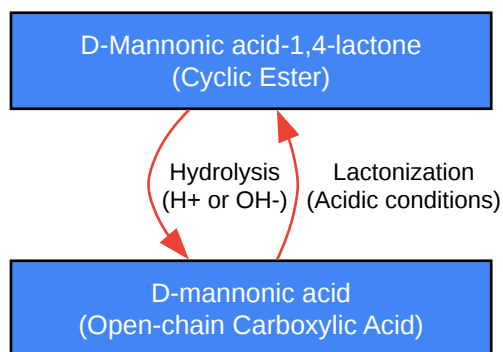 D-Mannonic acid-1,4-lactone
(Cyclic Ester)
Hydrolysis
(H+ or OH-)
Lactonization
(Acidic conditions)
D-mannonic acid
(Open-chain Carboxylic Acid)